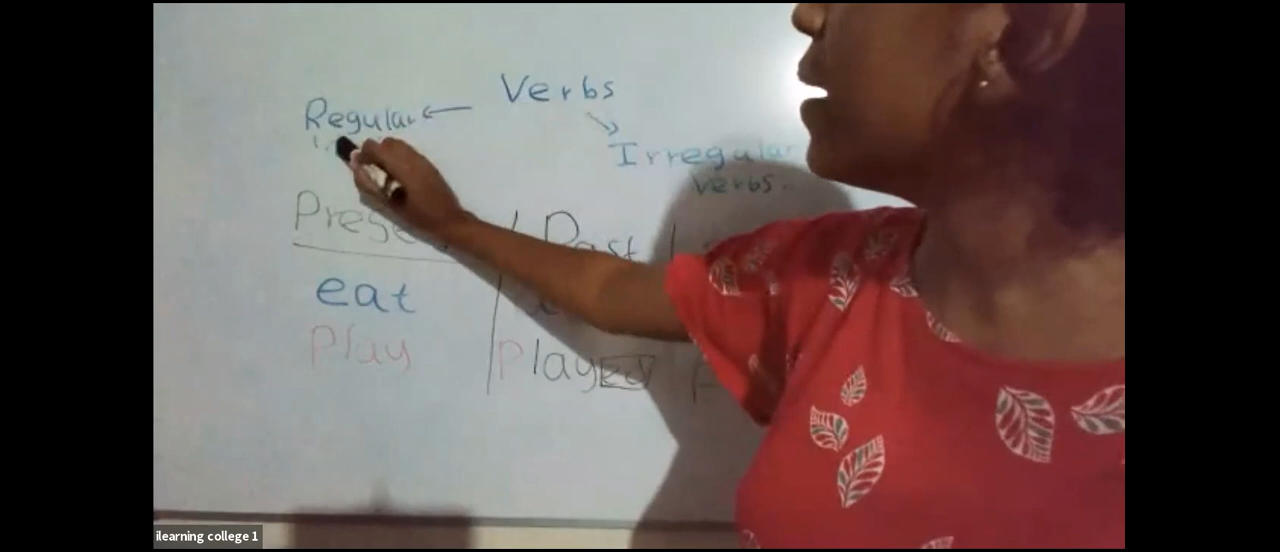 Verbs
Regular
Irregular
verbs.
Past
eat
play
played
ilearning college 1